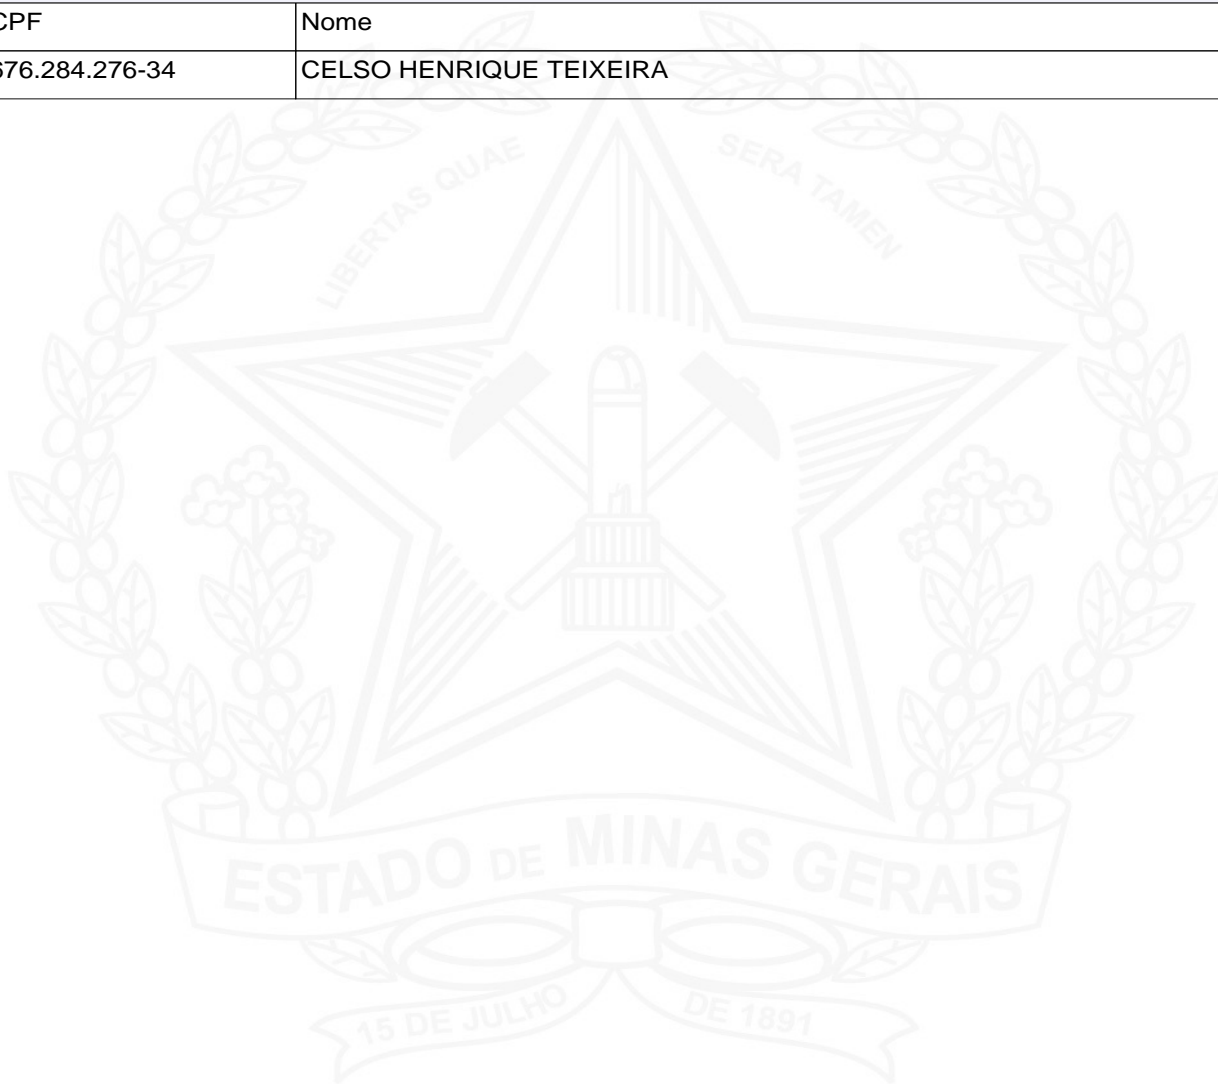 CPF Nome
676.284.276-34 CELSO HENRIQUE TEIXEIRA
LIBERTAS QUAE SERA TAMEN
ESTADO DE MINAS GERAIS
15 DE JULHO DE 1891